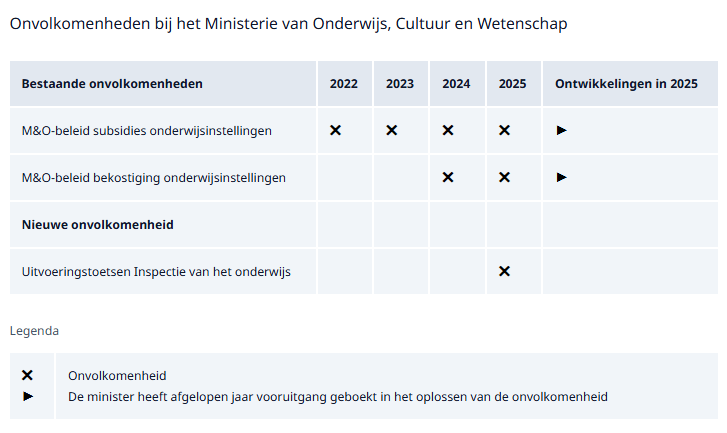 Onvolkomenheden bij het Ministerie van Onderwijs, Cultuur en Wetenschap
Bestaande onvolkomenheden 2022 2023 2024 2025 Ontwikkelingen in 2025
M&O-beleid subsidies onderwijsinstellingen ✕ ✕ ✕ ✕ ►
M&O-beleid bekostiging onderwijsinstellingen ✕ ✕ ►
Nieuwe onvolkomenheid
Uitvoeringstoetsen Inspectie van het onderwijs ✕
Legenda
✕ Onvolkomenheid
► De minister heeft afgelopen jaar vooruitgang geboekt in het oplossen van de onvolkomenheid